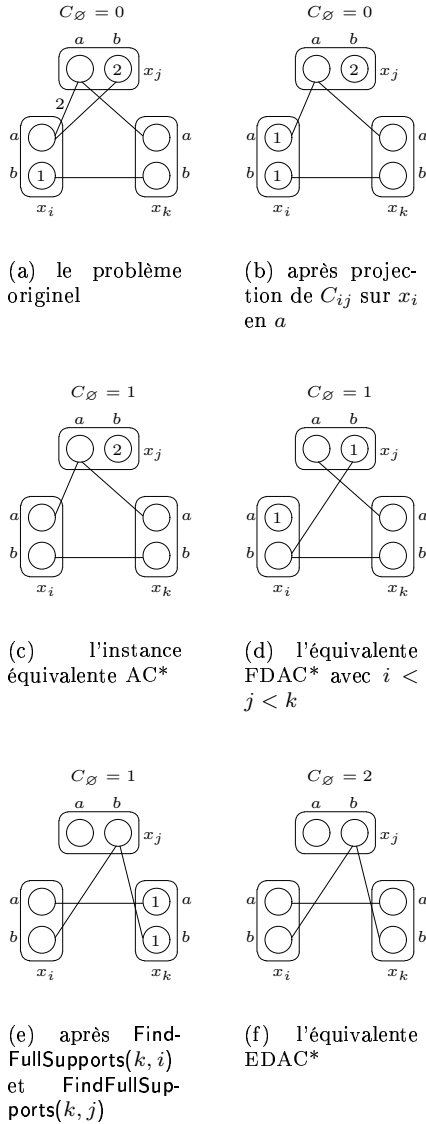 C∅ = 0
a b
2 x_j
2
a a
b 1 b
x_i x_k
(a) le problème
originel
C∅ = 0
a b
2 x_j
a 1 a
b 1 b
x_i x_k
(b) après projec-
tion de C_ij sur x_i
en a
C∅ = 1
a b
2 x_j
a a
b b
x_i x_k
(c) l'instance
équivalente AC*
C∅ = 1
a b
1 x_j
a 1 a
b b
x_i x_k
(d) l'équivalente
FDAC* avec i <
j < k
C∅ = 1
a b
x_j
a 1 a
b 1 b
x_i x_k
(e) après Find-
FullSupports(k, i)
et FindFullSup-
ports(k, j)
C∅ = 2
a b
x_j
a a
b b
x_i x_k
(f) l'équivalente
EDAC*